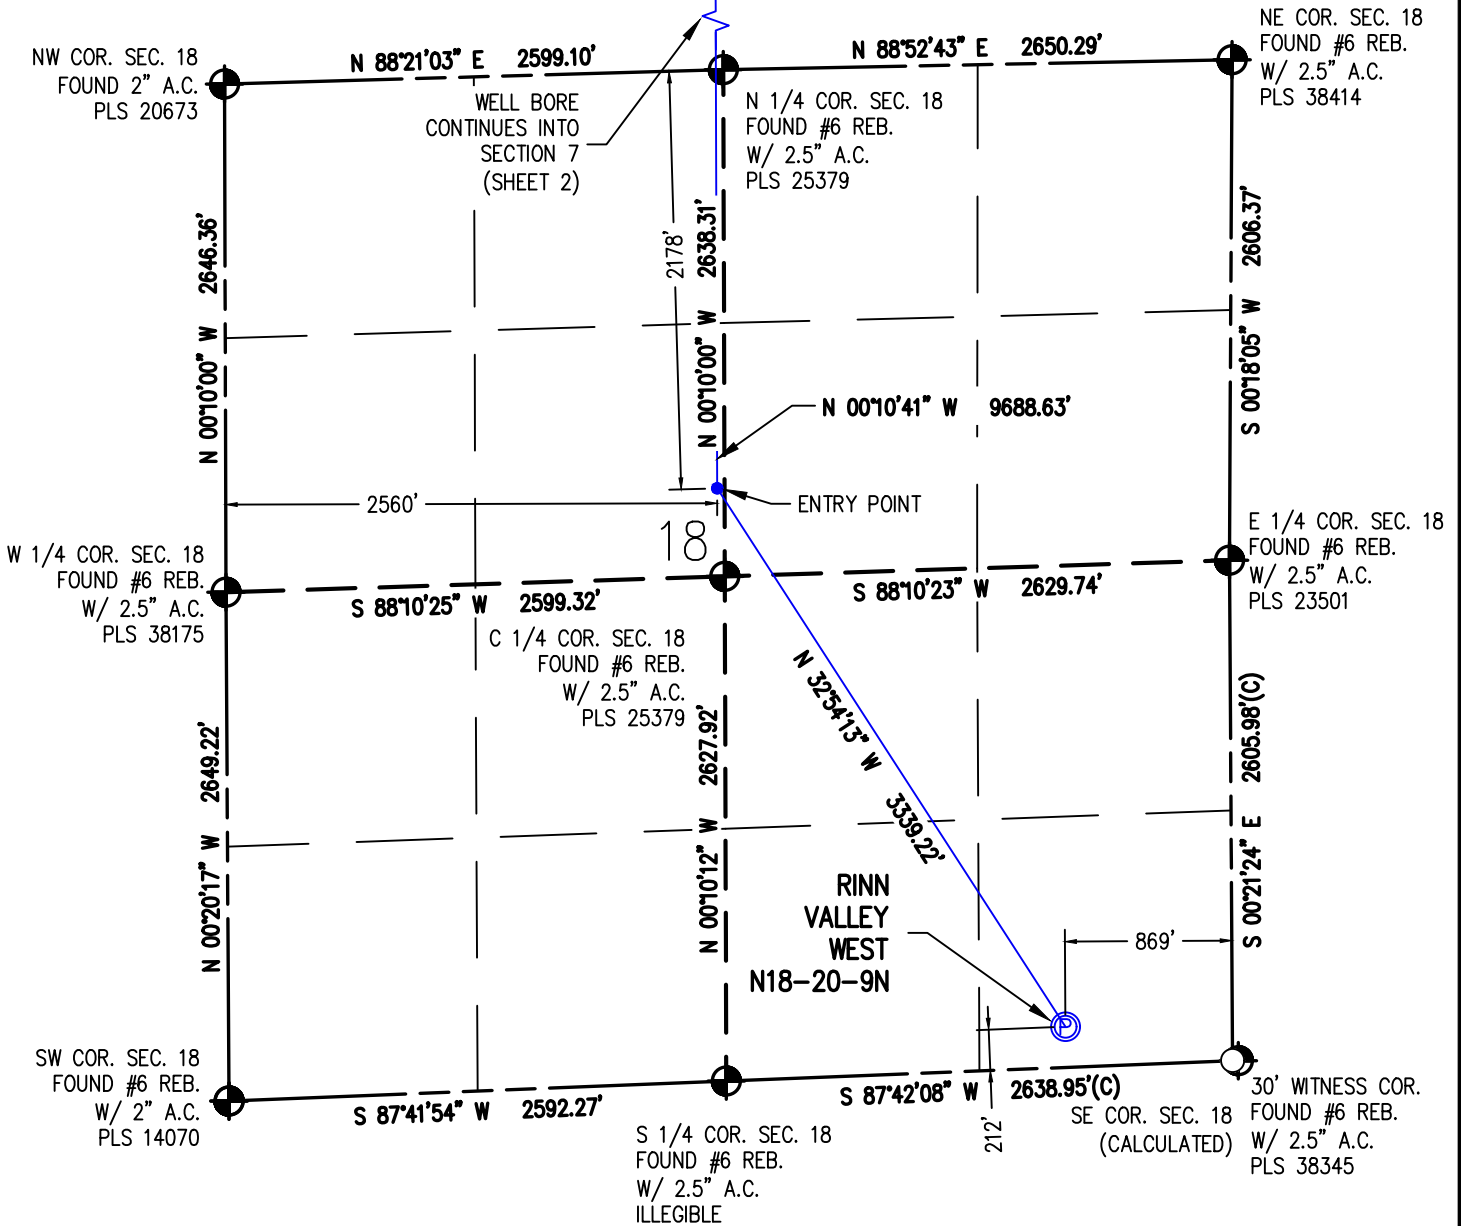 NW COR. SEC. 18
FOUND 2" A.C.
PLS 20673
N 88°21'03" E 2599.10'
N 88°52'43" E 2650.29'
NE COR. SEC. 18
FOUND #6 REB.
W/ 2.5" A.C.
PLS 38414
WELL BORE
CONTINUES INTO
SECTION 7
(SHEET 2)
N 1/4 COR. SEC. 18
FOUND #6 REB.
W/ 2.5" A.C.
PLS 25379
N 00°10'00" W 2646.36'
2178'
N 00°10'00" W 2638.31'
S 00°18'05" W 2606.37'
N 00°10'41" W 9688.63'
2560'
ENTRY POINT
18
W 1/4 COR. SEC. 18
FOUND #6 REB.
W/ 2.5" A.C.
PLS 38175
S 88°10'25" W 2599.32'
S 88°10'23" W 2629.74'
E 1/4 COR. SEC. 18
FOUND #6 REB.
W/ 2.5" A.C.
PLS 23501
C 1/4 COR. SEC. 18
FOUND #6 REB.
W/ 2.5" A.C.
PLS 25379
N 32°54'13" W 3339.22'
N 00°20'17" W 2649.22'
N 00°10'12" W 2627.92'
S 00°21'24" E 2605.98'(C)
RINN
VALLEY
WEST
N18-20-9N
869'
P
212'
SW COR. SEC. 18
FOUND #6 REB.
W/ 2" A.C.
PLS 14070
S 87°41'54" W 2592.27'
S 87°42'08" W 2638.95'(C)
S 1/4 COR. SEC. 18
FOUND #6 REB.
W/ 2.5" A.C.
ILLEGIBLE
SE COR. SEC. 18
(CALCULATED)
30' WITNESS COR.
FOUND #6 REB.
W/ 2.5" A.C.
PLS 38345